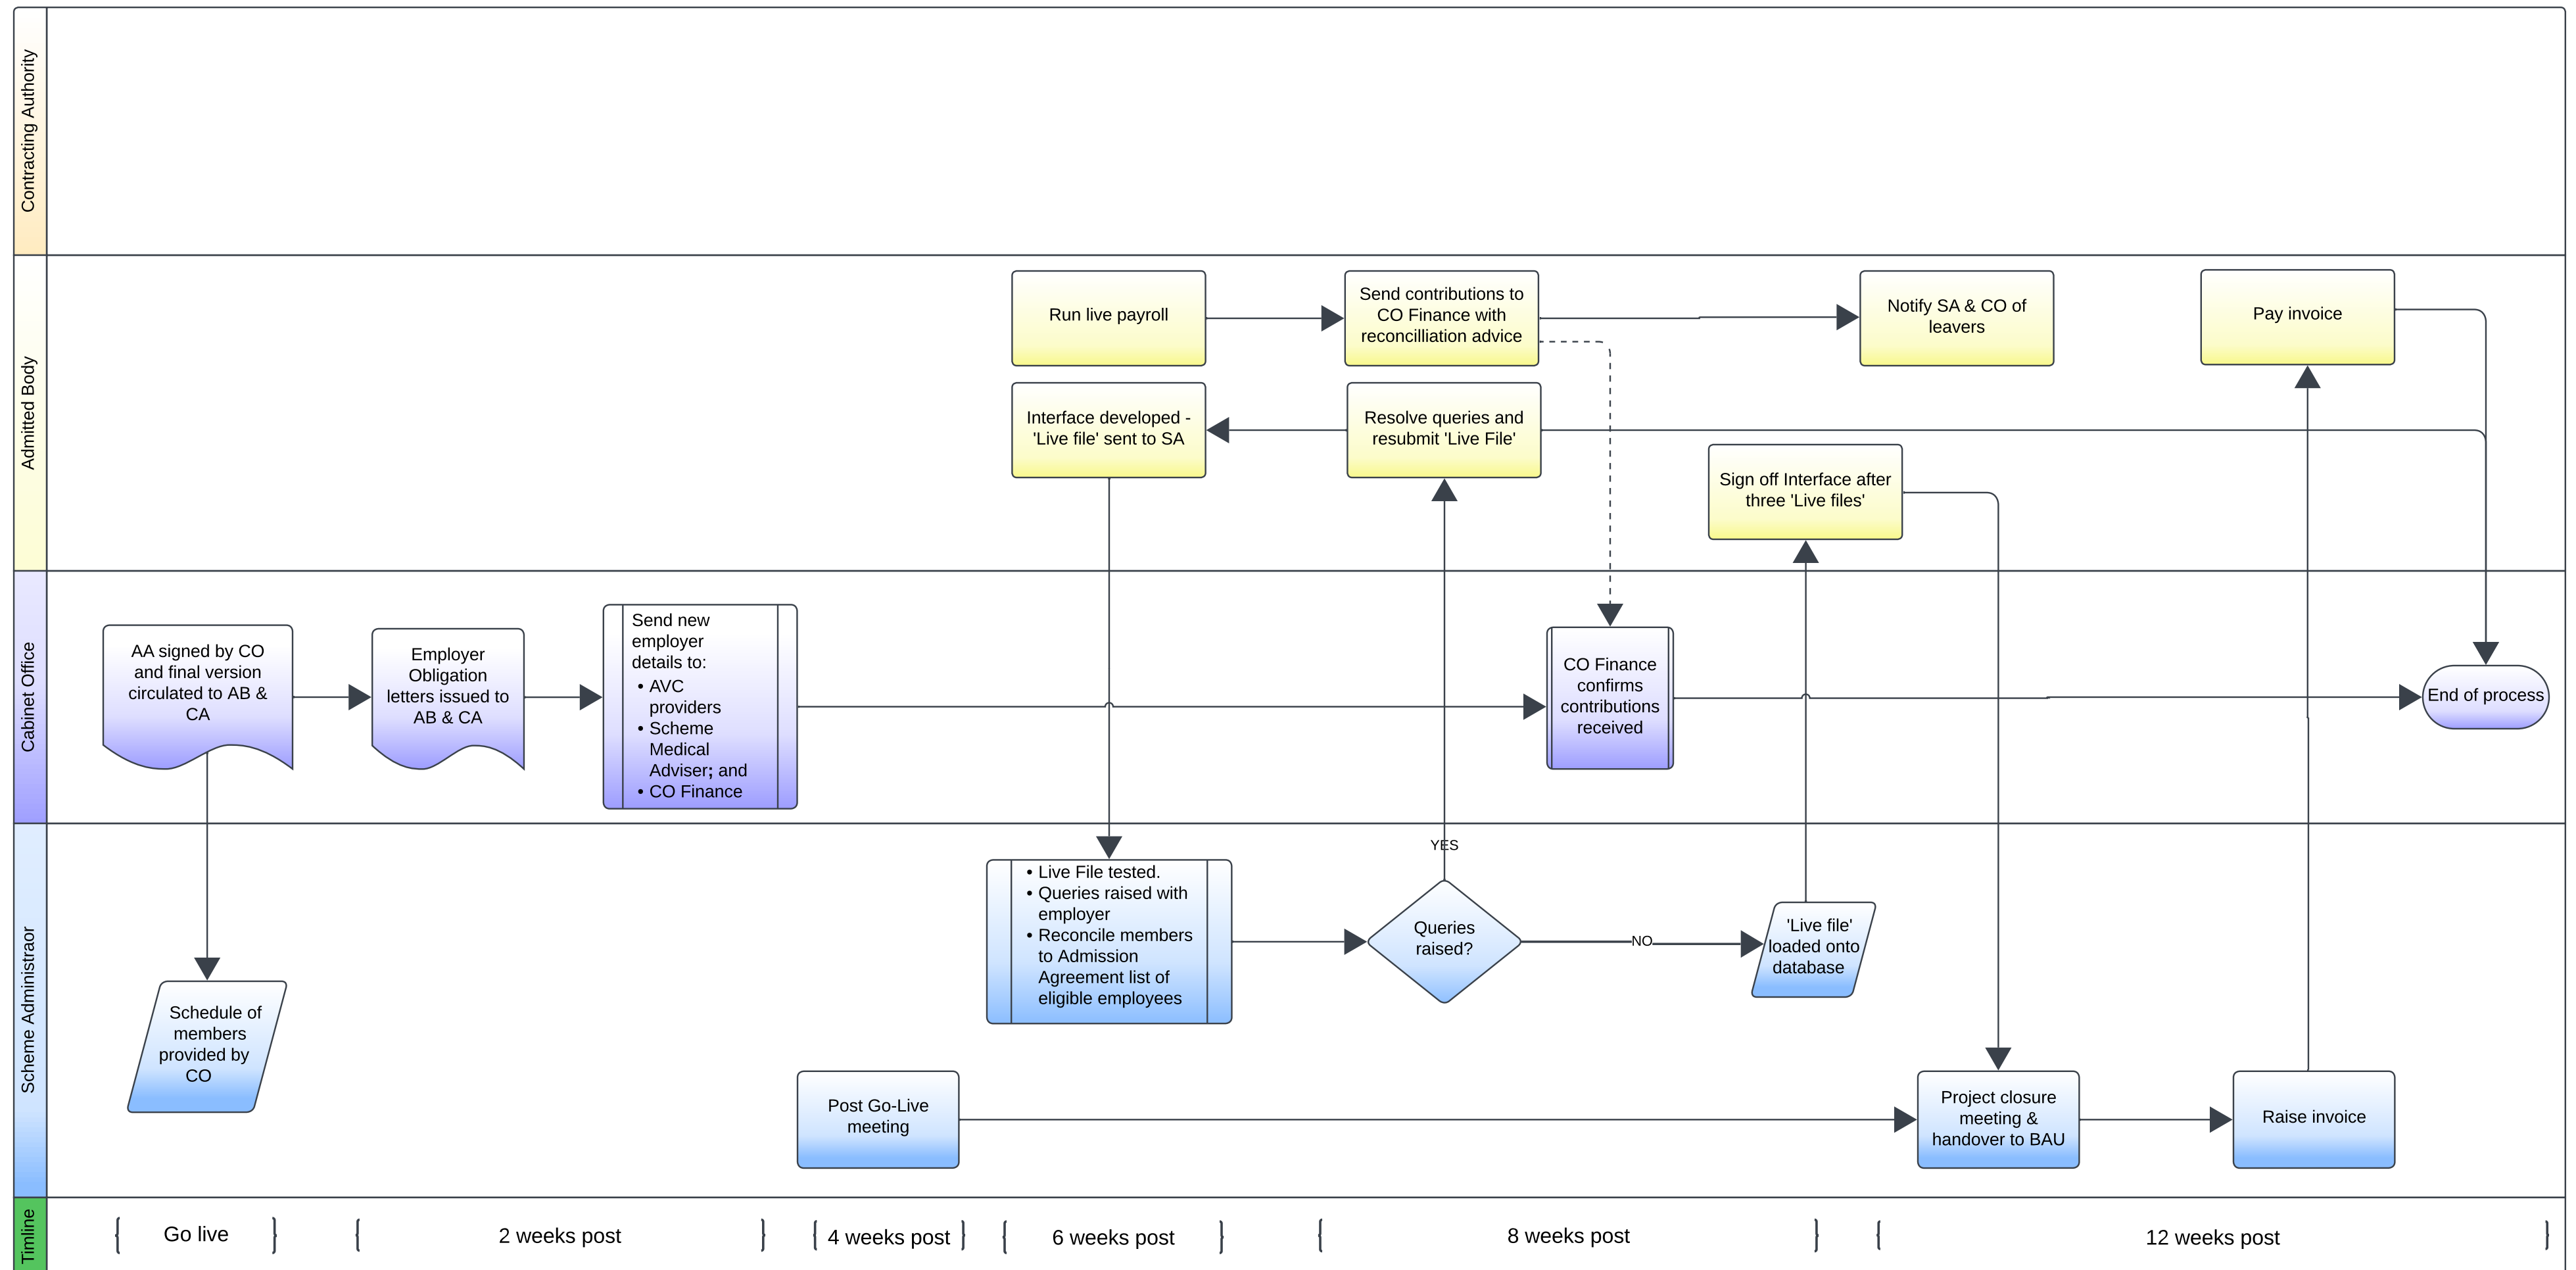 Contracting Authority
Admitted Body
Run live payroll
Send contributions to
CO Finance with
reconcilliation advice
Notify SA & CO of
leavers
Pay invoice
Interface developed -
'Live file' sent to SA
Resolve queries and
resubmit 'Live File'
Sign off Interface after
three 'Live files'
Cabinet Office
AA signed by CO
and final version
circulated to AB &
CA
Employer
Obligation
letters issued to
AB & CA
Send new
employer
details to:
• AVC
providers
• Scheme
Medical
Adviser; and
• CO Finance
CO Finance
confirms
contributions
received
End of process
Scheme Administraor
Schedule of
members
provided by
CO
• Live File tested.
• Queries raised with
employer
• Reconcile members
to Admission
Agreement list of
eligible employees
YES
Queries
raised?
NO
'Live file'
loaded onto
database
Post Go-Live
meeting
Project closure
meeting &
handover to BAU
Raise invoice
Timline
Go live
2 weeks post
4 weeks post
6 weeks post
8 weeks post
12 weeks post